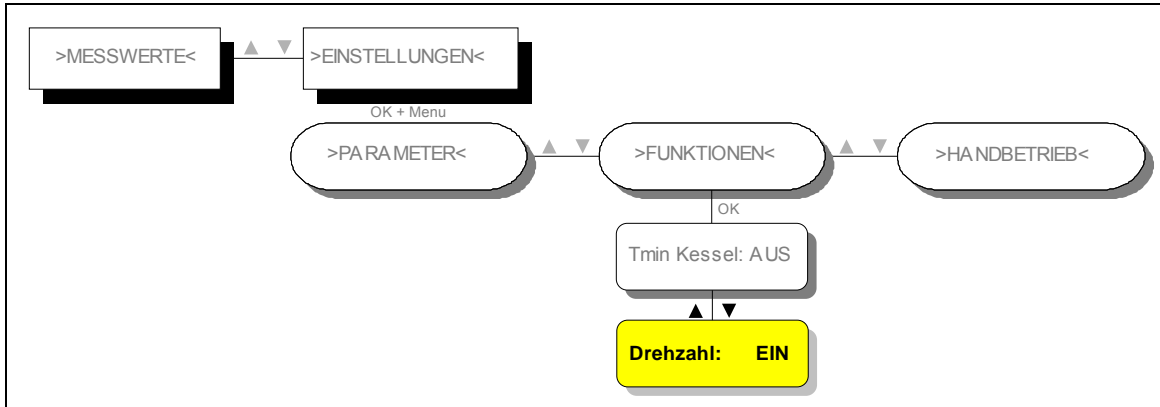 >MESSWERTE< ▲ ▼ >EINSTELLUNGEN<
OK + Menu
>PARAMETER< ▲ ▼ >FUNKTIONEN< ▲ ▼ >HANDBETRIEB<
OK
Tmin Kessel: AUS
▲ ▼
Drehzahl: EIN